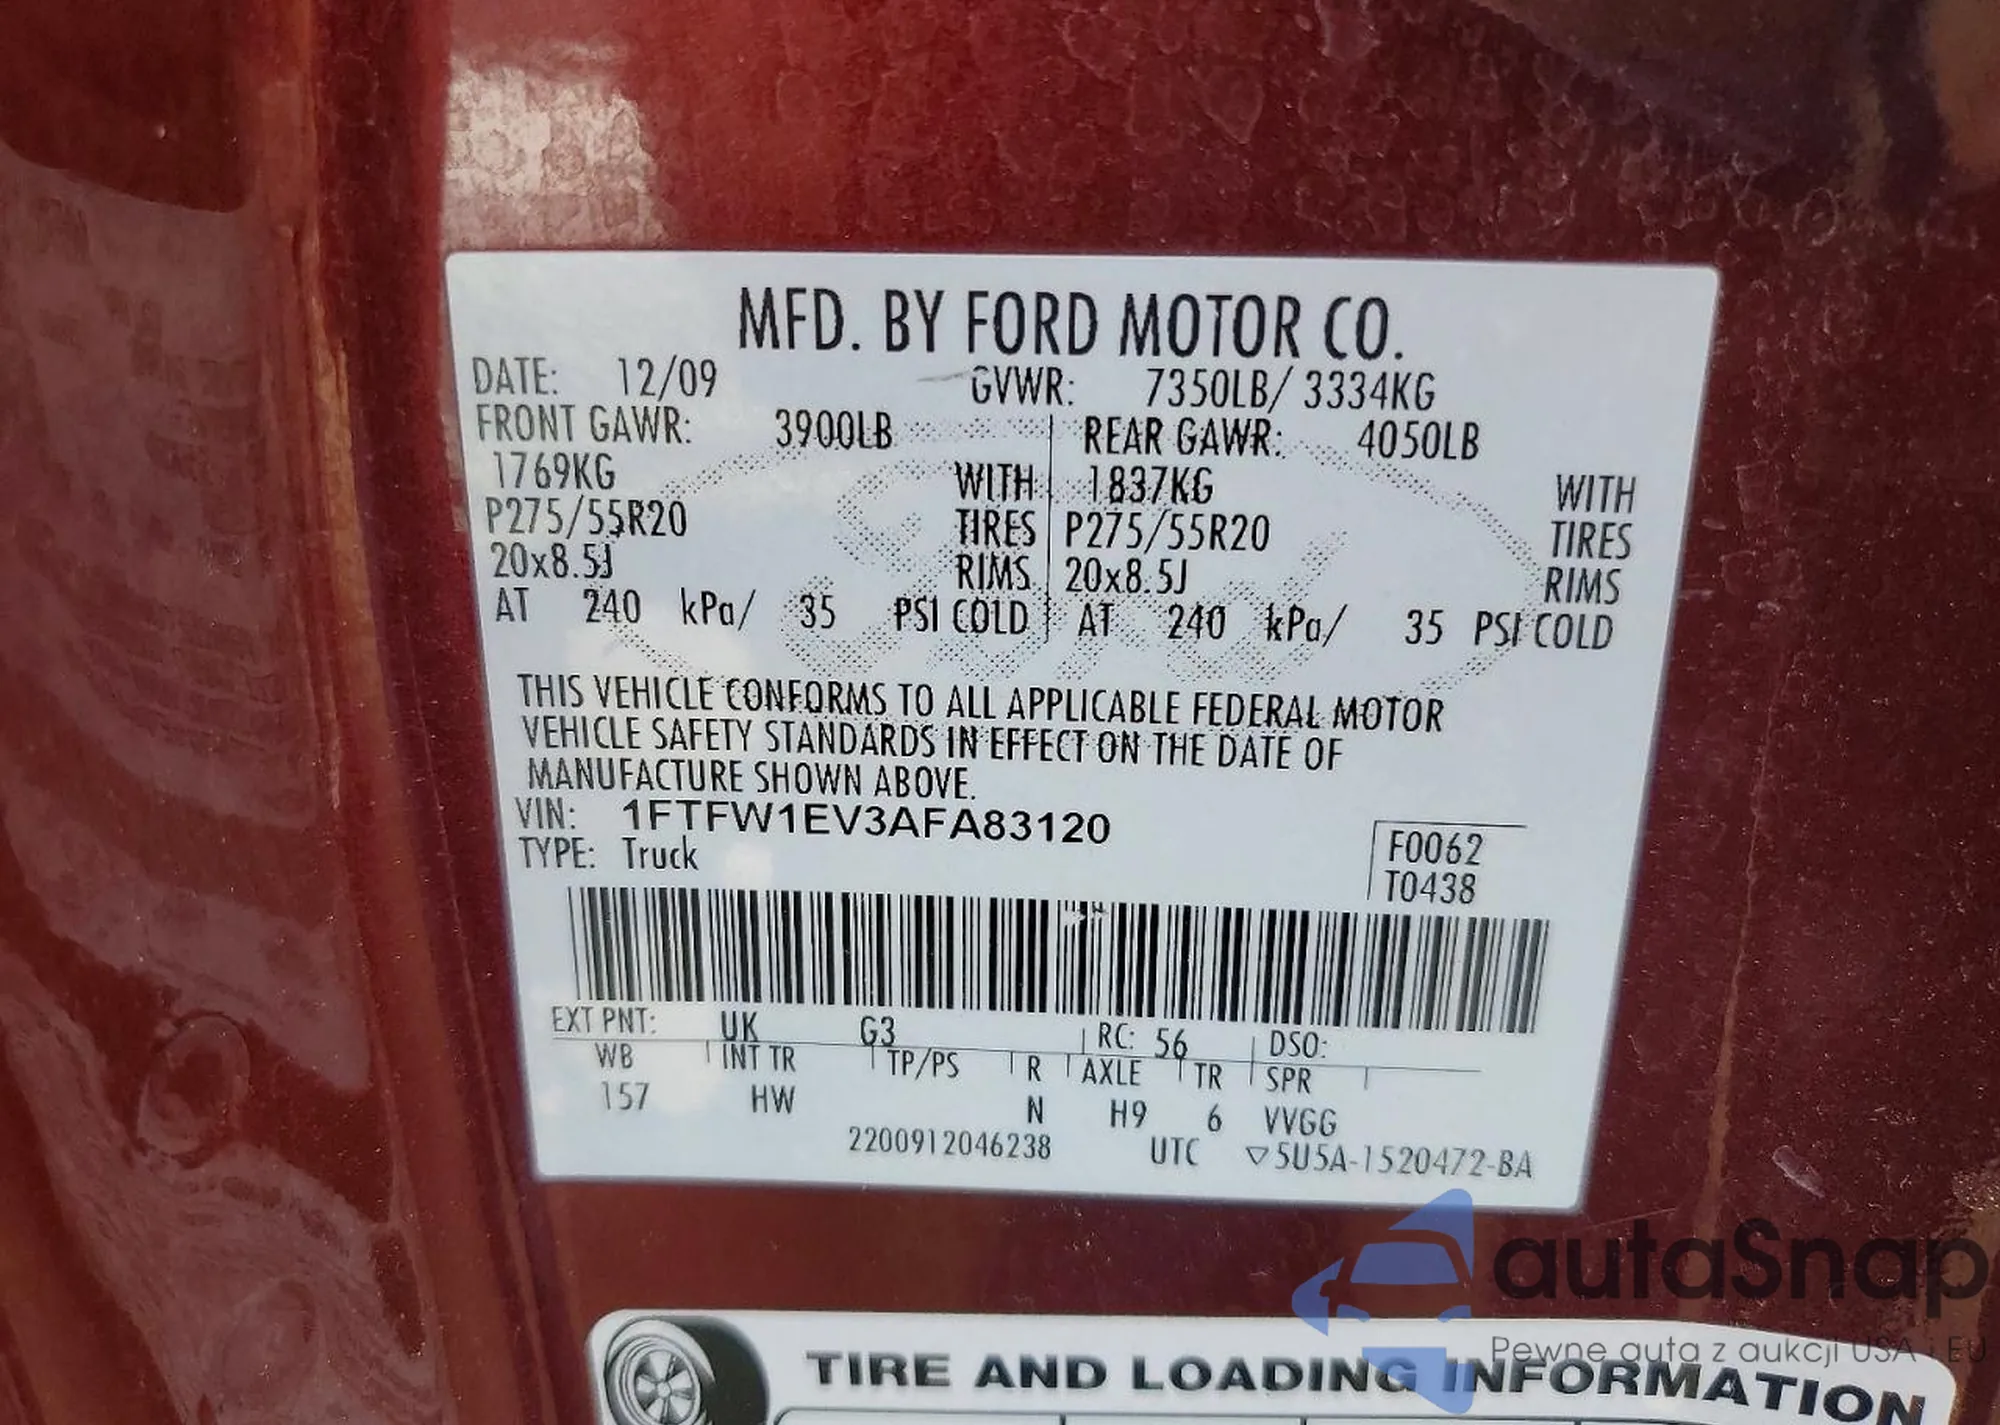 MFD. BY FORD MOTOR CO.
DATE: 12/09 GVWR: 7350LB/ 3334KG
FRONT GAWR: 3900LB REAR GAWR: 4050LB
1769KG WITH 1837KG WITH
P275/55R20 TIRES P275/55R20 TIRES
20x8.5J RIMS 20x8.5J RIMS
AT 240 kPa/ 35 PSI COLD AT 240 kPa/ 35 PSI COLD
THIS VEHICLE CONFORMS TO ALL APPLICABLE FEDERAL MOTOR
VEHICLE SAFETY STANDARDS IN EFFECT ON THE DATE OF
MANUFACTURE SHOWN ABOVE.
VIN: 1FTFW1EV3AFA83120
TYPE: Truck
F0062
T0438
EXT PNT: UK G3 RC: 56 DSO:
WB INT TR TP/PS R AXLE TR SPR
157 HW N H9 6 VVGG
2200912046238 UTC ▽5U5A-1520472-BA
autaSnap
Pewne auta z aukcji USA i EU
TIRE AND LOADING INFORMATION